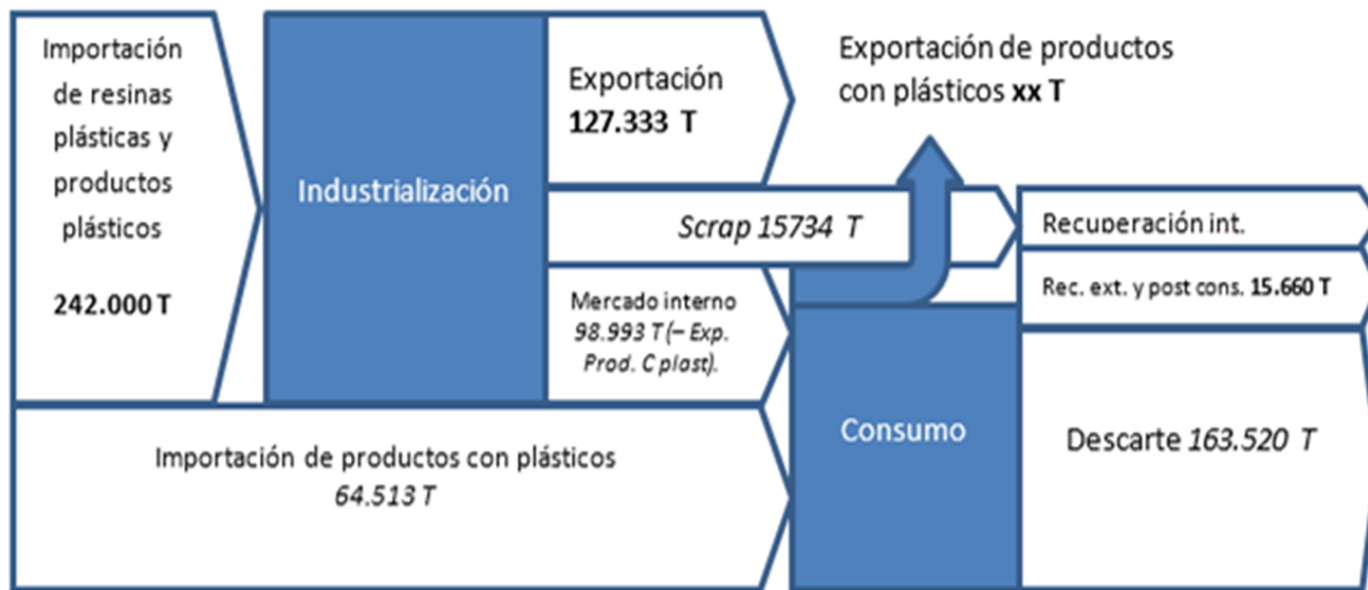 Importación
de resinas
plásticas y
productos
plásticos
242.000 T
Industrialización
Exportación
127.333 T
Exportación de productos
con plásticos xx T
Scrap 15734 T
Recuperación int.
Rec. ext. y post cons. 15.660 T
Mercado interno
98.993 T (– Exp.
Prod. C plast).
Consumo
Descarte 163.520 T
Importación de productos con plásticos
64.513 T